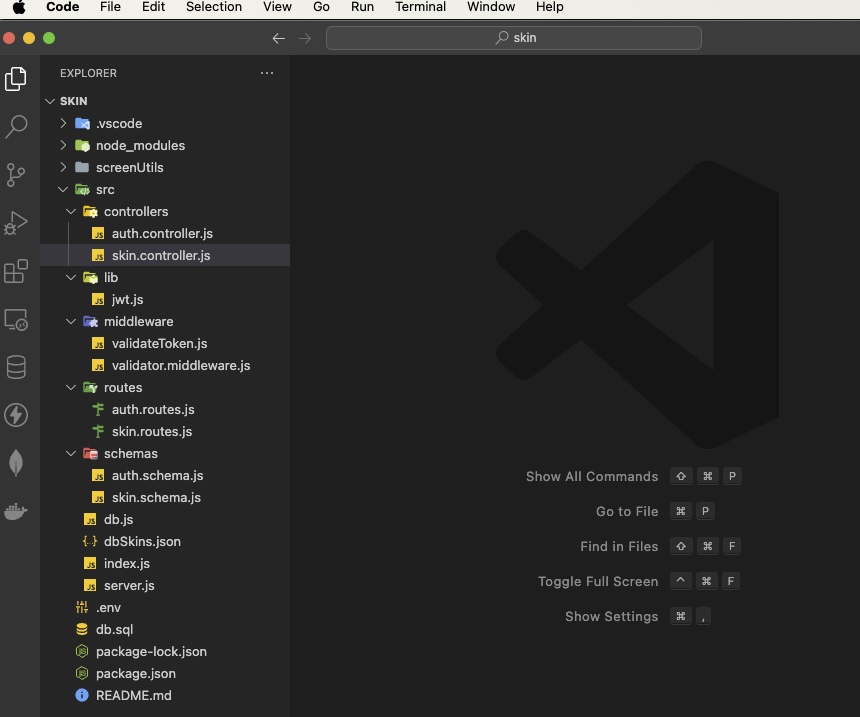 Code File Edit Selection View Go Run Terminal Window Help
skin
EXPLORER
SKIN
.vscode
node_modules
screenUtils
src
controllers
auth.controller.js
skin.controller.js
lib
jwt.js
middleware
validateToken.js
validator.middleware.js
routes
auth.routes.js
skin.routes.js
schemas
auth.schema.js
skin.schema.js
db.js
dbSkins.json
index.js
server.js
.env
db.sql
package-lock.json
package.json
README.md
Show All Commands ⇧ ⌘ P
Go to File ⌘ P
Find in Files ⇧ ⌘ F
Toggle Full Screen ^ ⌘ F
Show Settings ⌘ ,